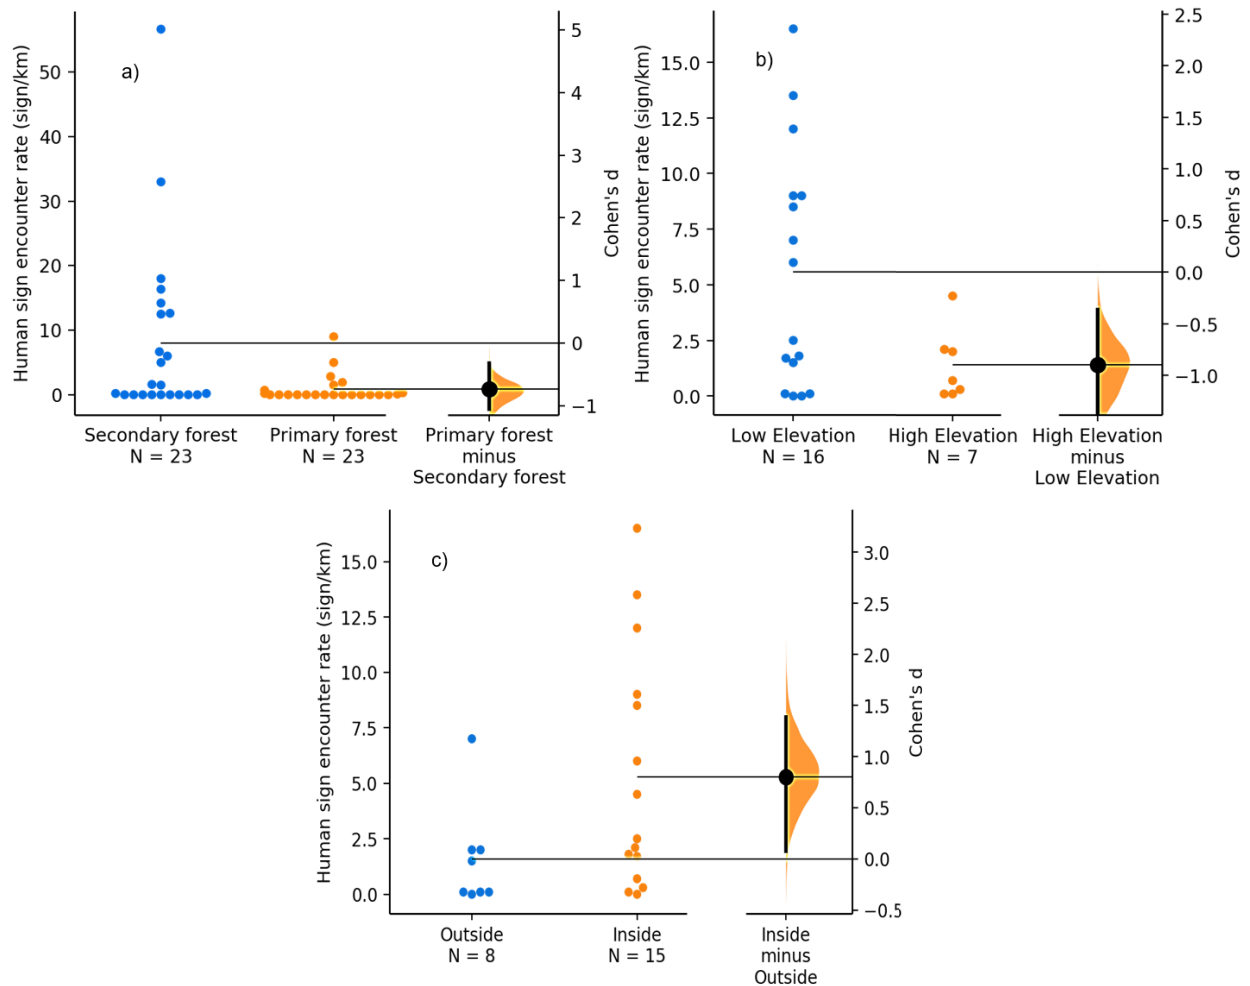 a)
Human sign encounter rate (sign/km)
50
40
30
20
10
0
5
4
3
2
1
0
−1
Cohen's d
Secondary forest
N = 23
Primary forest
N = 23
Primary forest
minus
Secondary forest
b)
Human sign encounter rate (sign/km)
15.0
12.5
10.0
7.5
5.0
2.5
0.0
2.5
2.0
1.5
1.0
0.5
0.0
−0.5
−1.0
Cohen's d
Low Elevation
N = 16
High Elevation
N = 7
High Elevation
minus
Low Elevation
c)
Human sign encounter rate (sign/km)
15.0
12.5
10.0
7.5
5.0
2.5
0.0
3.0
2.5
2.0
1.5
1.0
0.5
0.0
−0.5
Cohen's d
Outside
N = 8
Inside
N = 15
Inside
minus
Outside